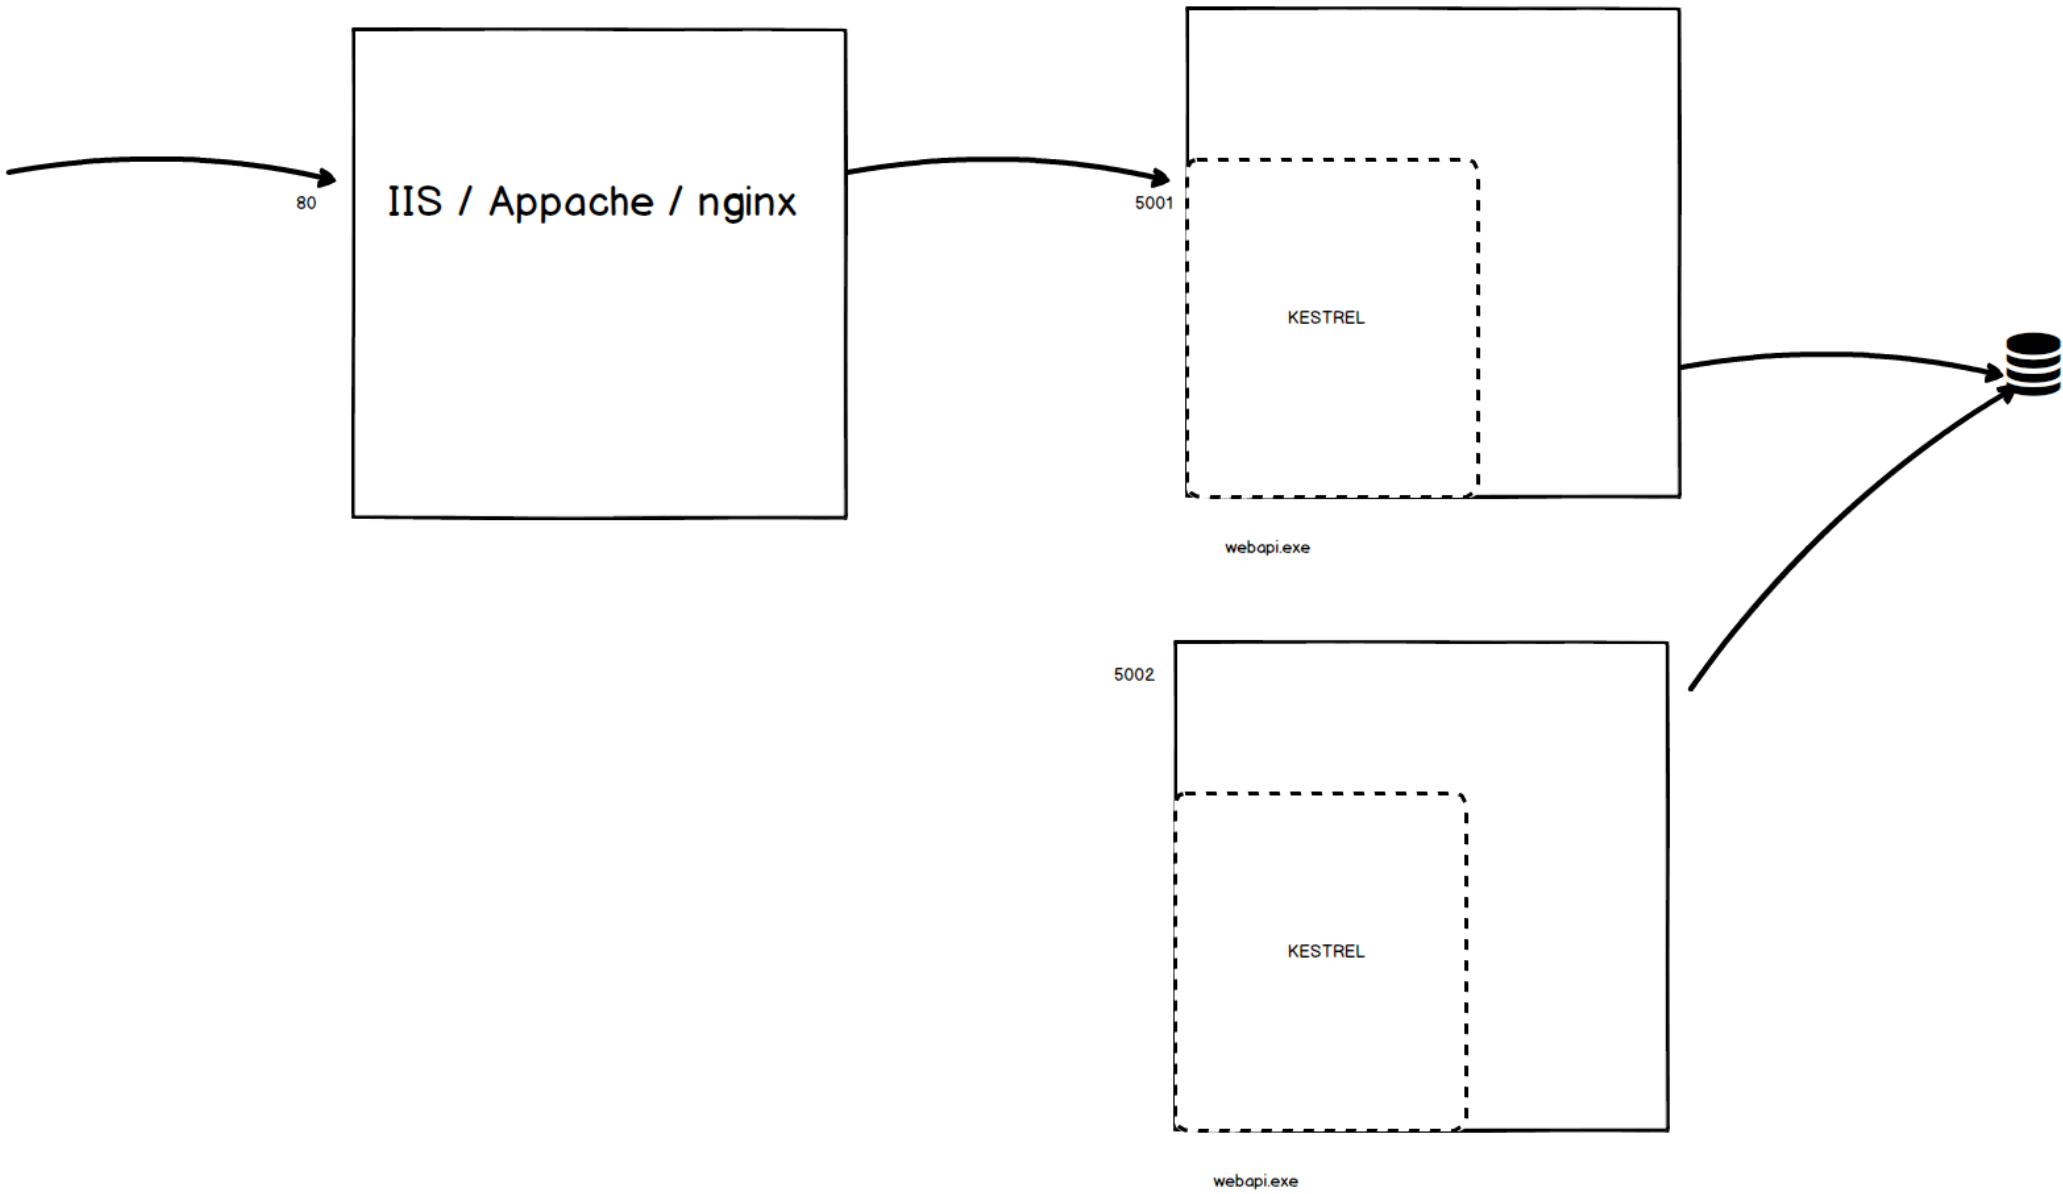 80
IIS / Appache / nginx
5001
KESTREL
webapi.exe
5002
KESTREL
webapi.exe